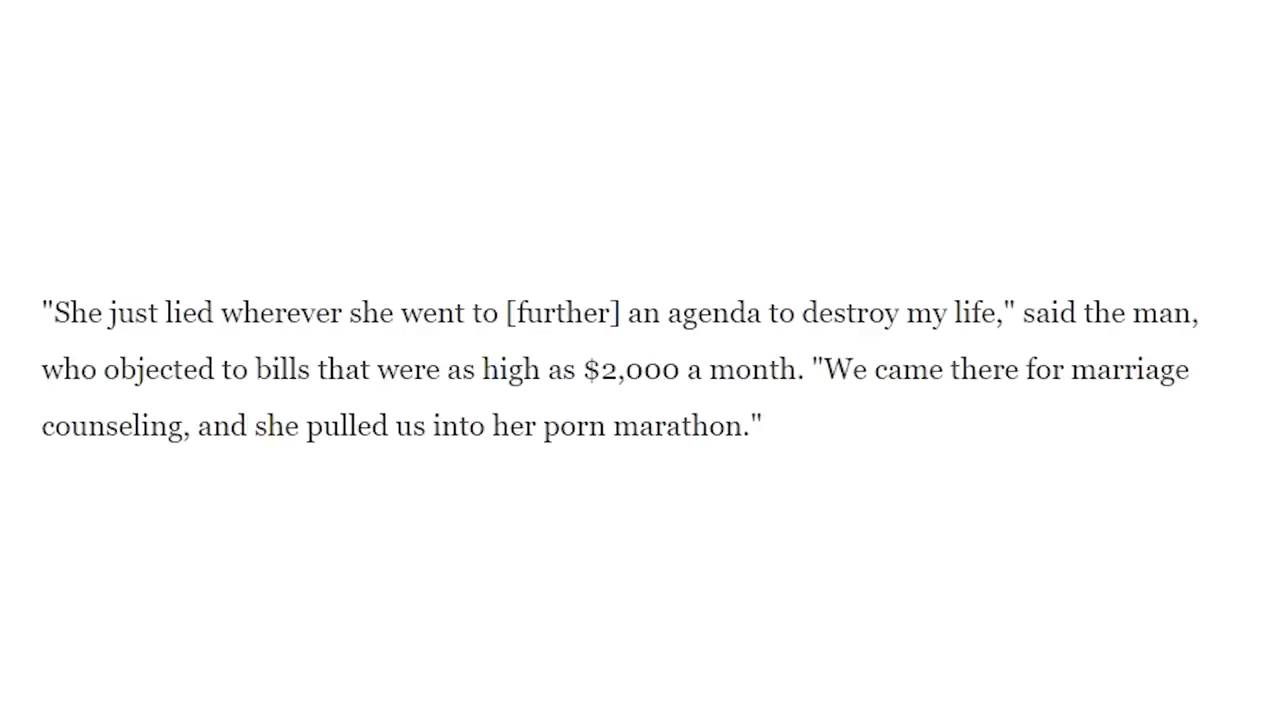 "She just lied wherever she went to [further] an agenda to destroy my life," said the man,
who objected to bills that were as high as $2,000 a month. "We came there for marriage
counseling, and she pulled us into her porn marathon."